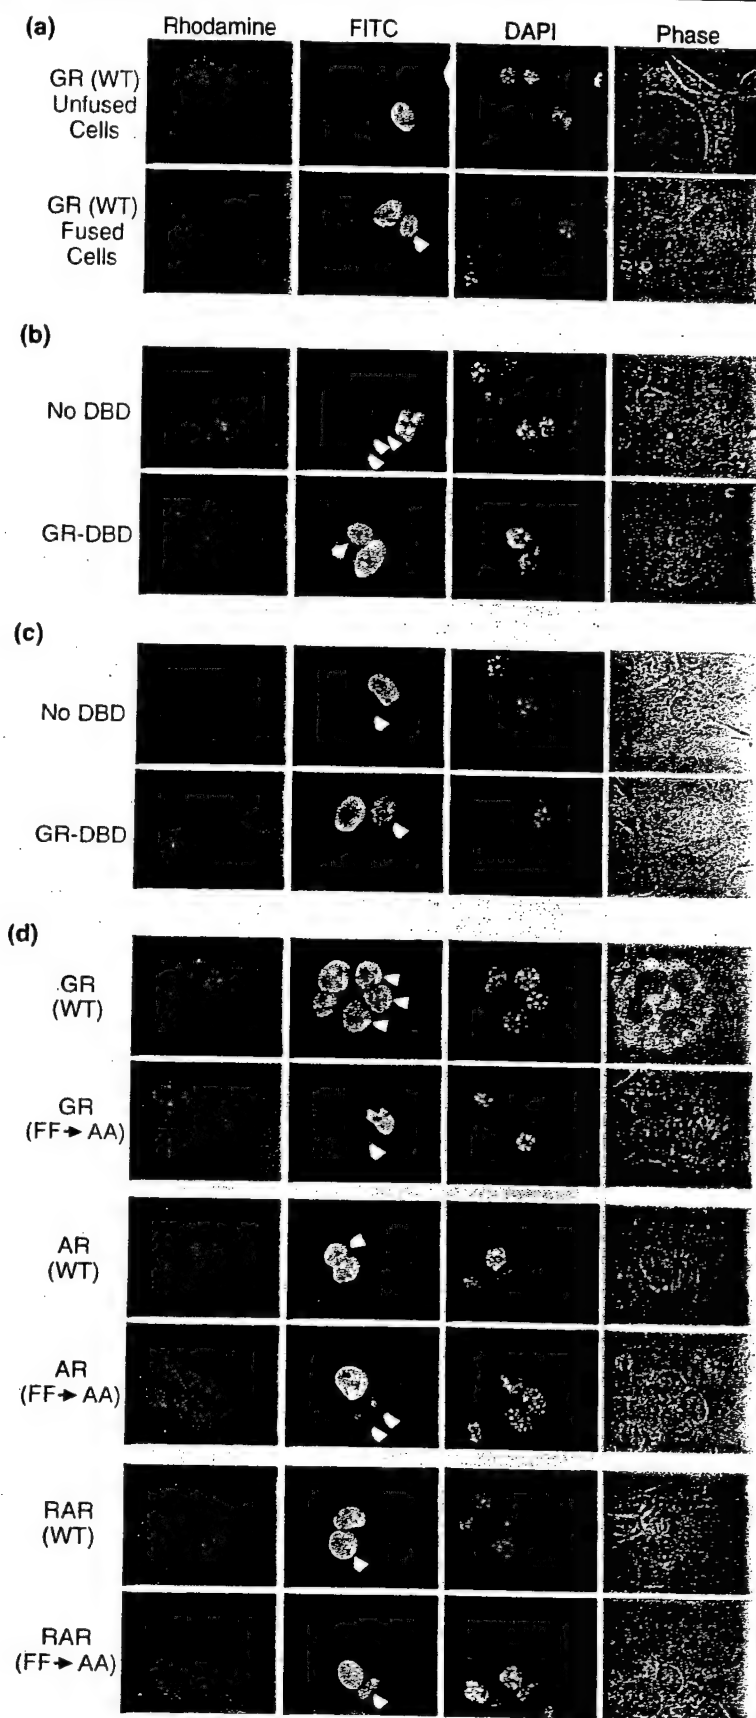 (a)
Rhodamine FITC DAPI Phase
GR (WT)
Unfused
Cells
GR (WT)
Fused
Cells
(b)
No DBD
GR-DBD
(c)
No DBD
GR-DBD
(d)
GR
(WT)
GR
(FF→AA)
AR
(WT)
AR
(FF→AA)
RAR
(WT)
RAR
(FF→AA)